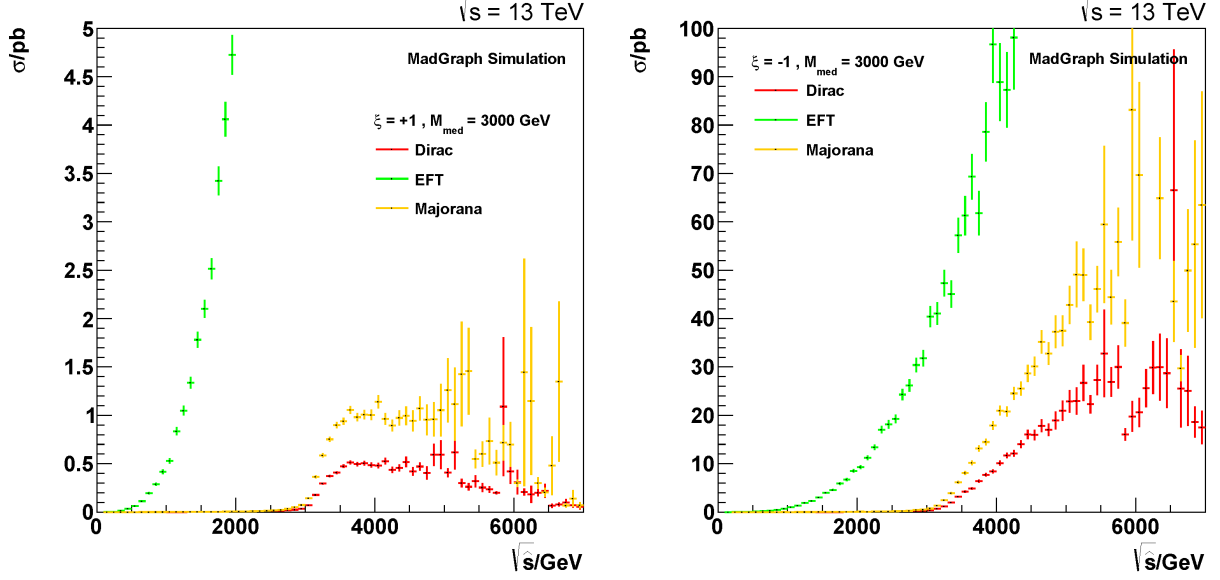 √s = 13 TeV
σ/pb
MadGraph Simulation
ξ = +1 , M_med = 3000 GeV
Dirac
EFT
Majorana
5
4.5
4
3.5
3
2.5
2
1.5
1
0.5
0
0 2000 4000 6000
√ŝ/GeV
√s = 13 TeV
σ/pb
ξ = -1 , M_med = 3000 GeV
MadGraph Simulation
Dirac
EFT
Majorana
100
90
80
70
60
50
40
30
20
10
0
0 2000 4000 6000
√ŝ/GeV